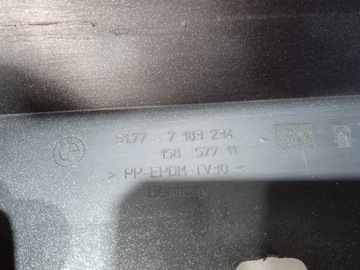 5177 - 7 183 234
158 577 11
> PP-EPDM-TV30 <
Germany